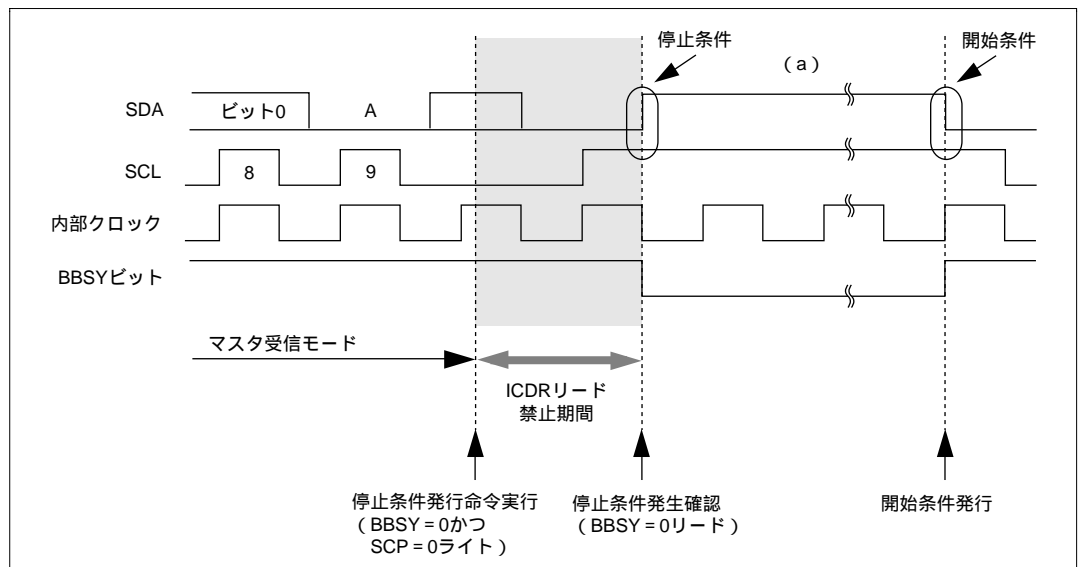 停止条件
(a)
開始条件
SDA
ビット0
A
SCL
8
9
内部クロック
BBSYビット
マスタ受信モード
ICDRリード
禁止期間
停止条件発行命令実行
(BBSY = 0かつ
SCP = 0ライト)
停止条件発生確認
(BBSY = 0リード)
開始条件発行